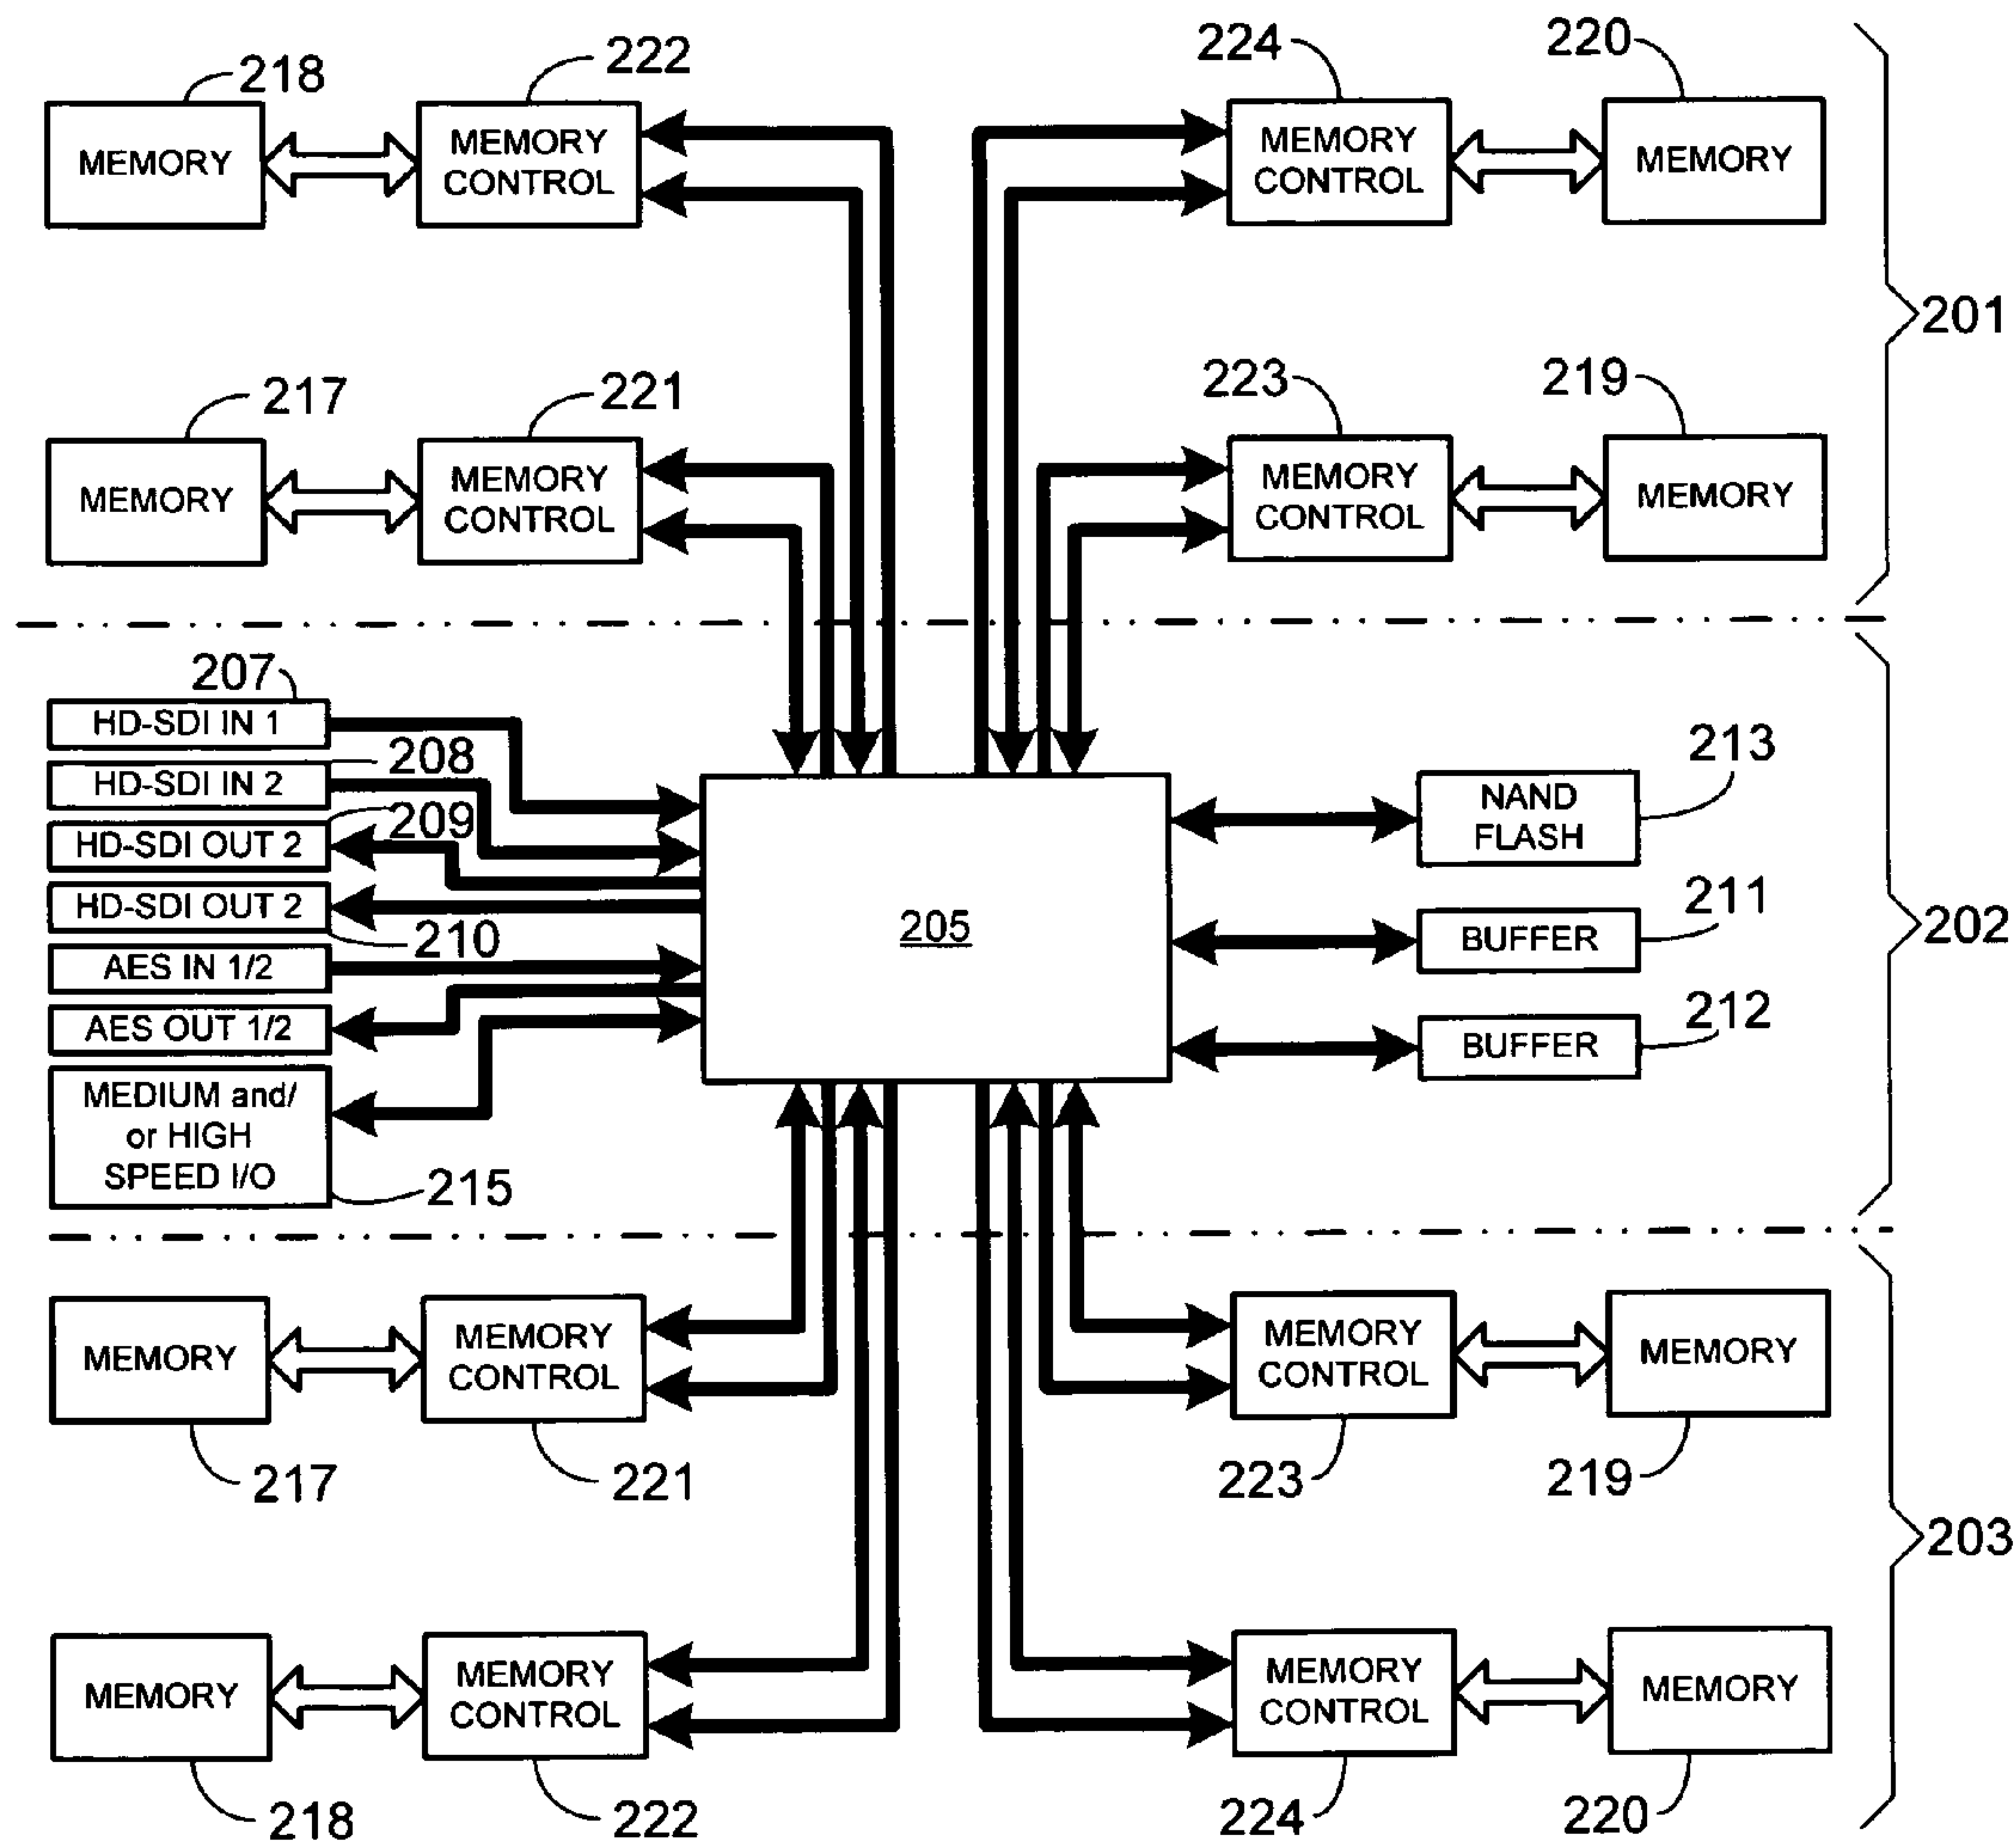 218
222
224
220
MEMORY
MEMORY
CONTROL
MEMORY
CONTROL
MEMORY
201
217
221
223
219
MEMORY
MEMORY
CONTROL
MEMORY
CONTROL
MEMORY
207
HD-SDI IN 1
208
HD-SDI IN 2
209
HD-SDI OUT 2
HD-SDI OUT 2
210
AES IN 1/2
AES OUT 1/2
MEDIUM and/
or HIGH
SPEED I/O
215
205
213
NAND
FLASH
211
BUFFER
212
BUFFER
202
MEMORY
MEMORY
CONTROL
MEMORY
CONTROL
MEMORY
217
221
223
219
203
MEMORY
MEMORY
CONTROL
MEMORY
CONTROL
MEMORY
218
222
224
220